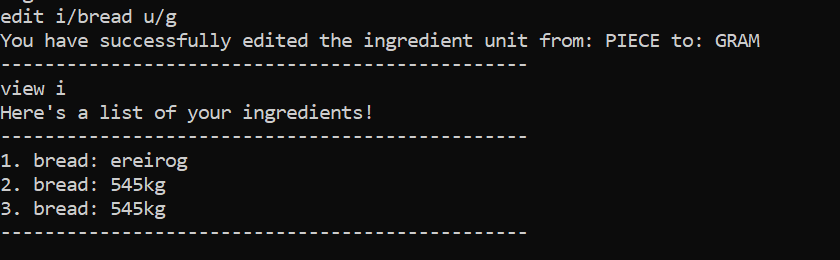 edit i/bread u/g
You have successfully edited the ingredient unit from: PIECE to: GRAM
------------------------------------------------
view i
Here's a list of your ingredients!
------------------------------------------------
1. bread: ereirog
2. bread: 545kg
3. bread: 545kg
------------------------------------------------